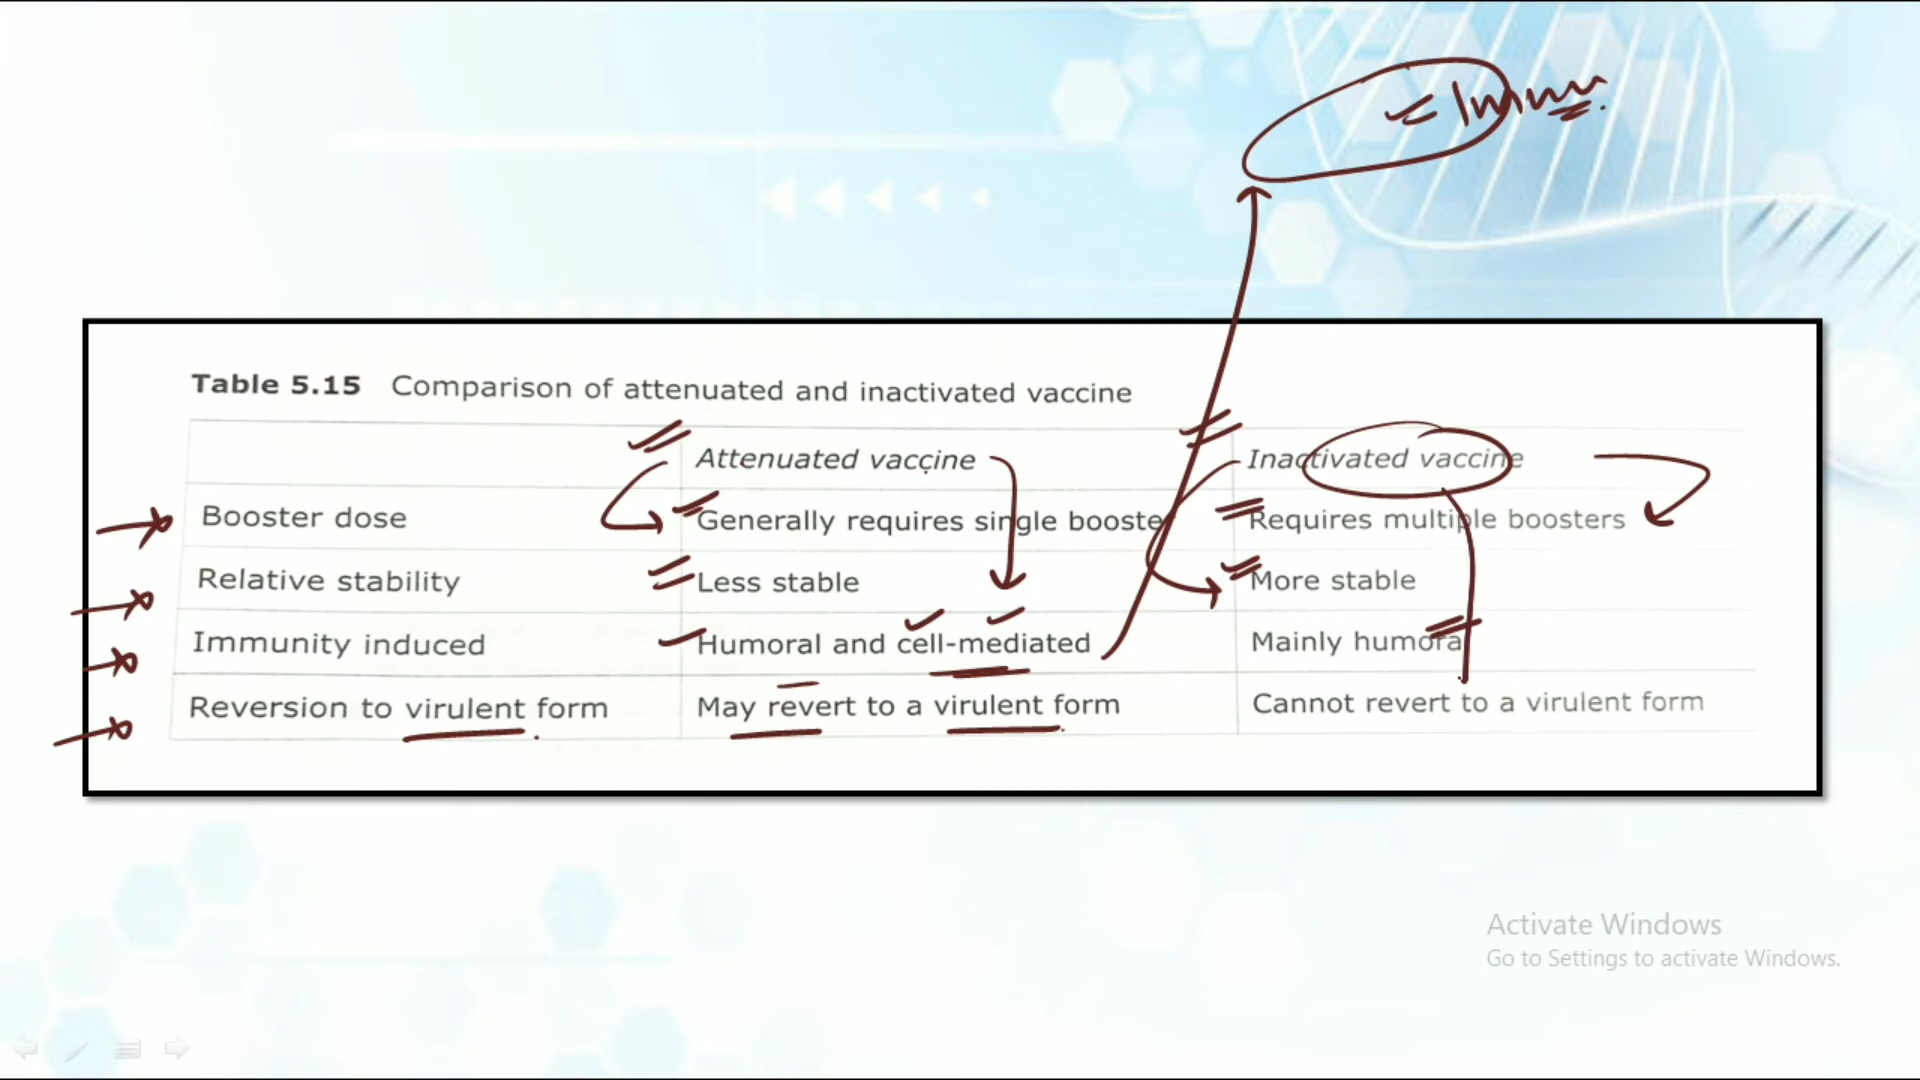 Immu
Table 5.15 Comparison of attenuated and inactivated vaccine
Attenuated vaccine Inactivated vaccine
Booster dose Generally requires single booster Requires multiple boosters
Relative stability Less stable More stable
Immunity induced Humoral and cell-mediated Mainly humoral
Reversion to virulent form May revert to a virulent form Cannot revert to a virulent form
Activate Windows
Go to Settings to activate Windows.